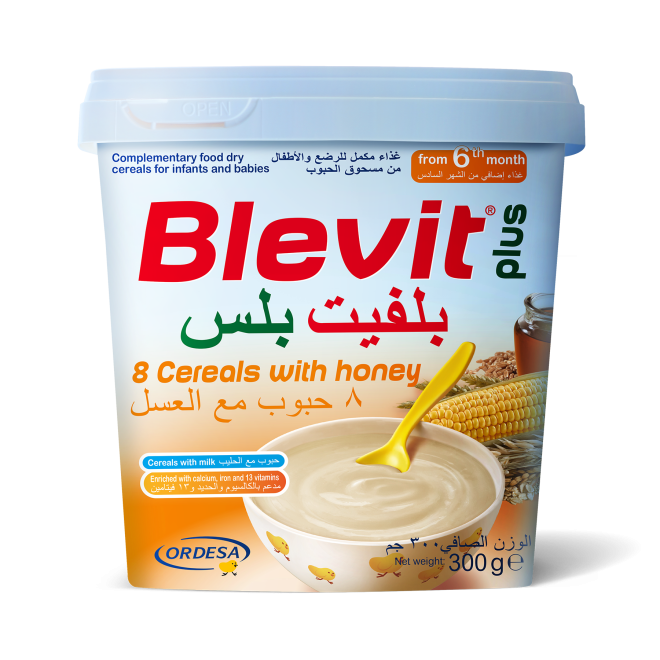 OPEN
Complementary food dry
cereals for infants and babies
غذاء مكمل للرضع والأطفال
من مسحوق الحبوب
from 6th month
غذاء إضافي من الشهر السادس
Blevit® plus
بلفيت بلس
8 Cereals with honey
٨ حبوب مع العسل
Cereals with milk حبوب مع الحليب
Enriched with calcium, iron and 13 vitamins
مدعم بالكالسيوم والحديد و١٣ فيتامين
ORDESA
الوزن الصافي ٣٠٠ جم
Net weight: 300 g ℮